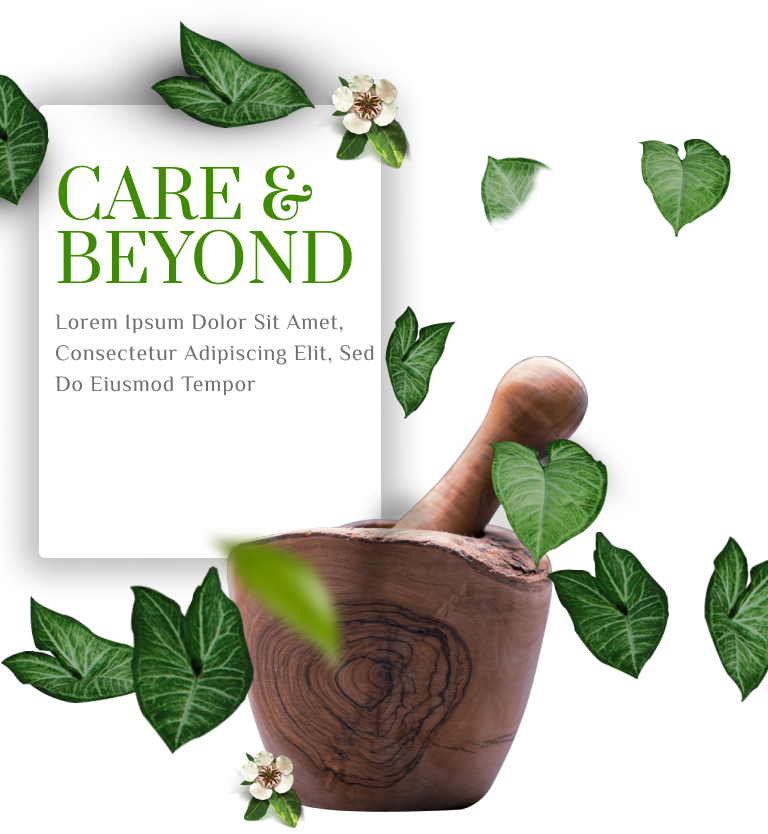 CARE &
BEYOND
Lorem Ipsum Dolor Sit Amet,
Consectetur Adipiscing Elit, Sed
Do Eiusmod Tempor